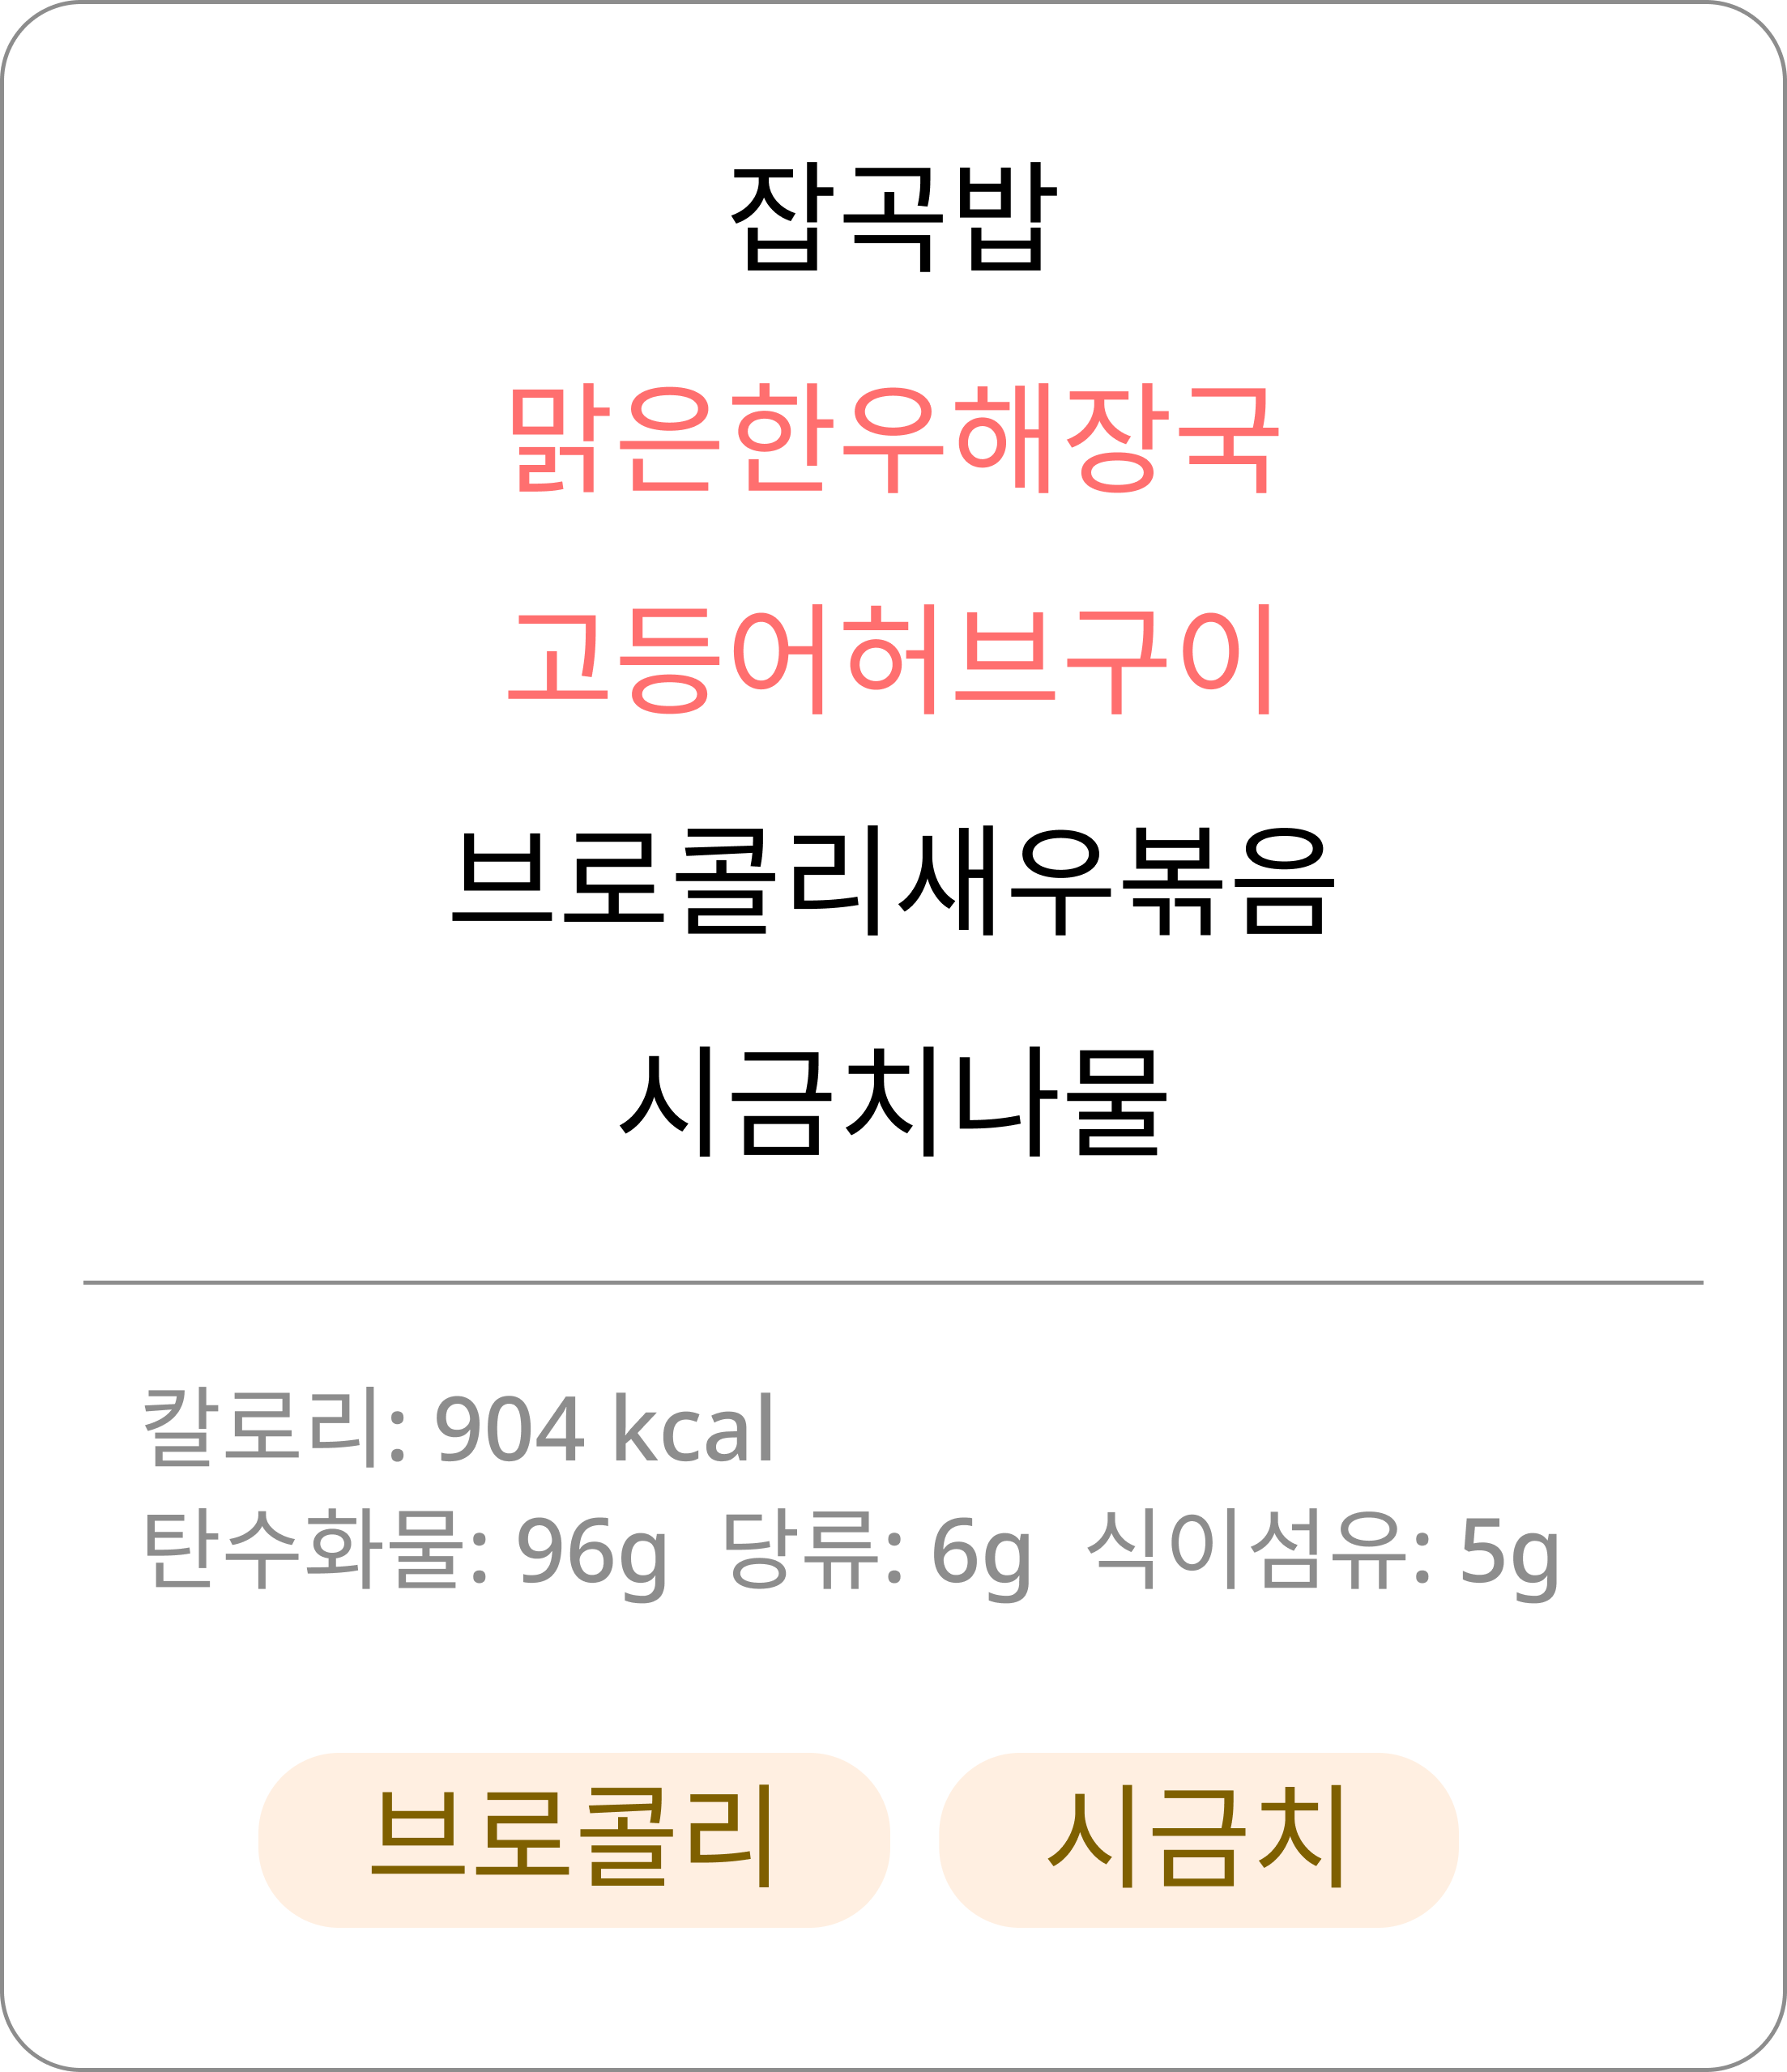 잡곡밥
맑은한우해장국
고등어허브구이
브로콜리새우볶음
시금치나물
칼로리: 904 kcal
탄수화물: 96g 당류: 6g 식이섬유: 5g
브로콜리 시금치